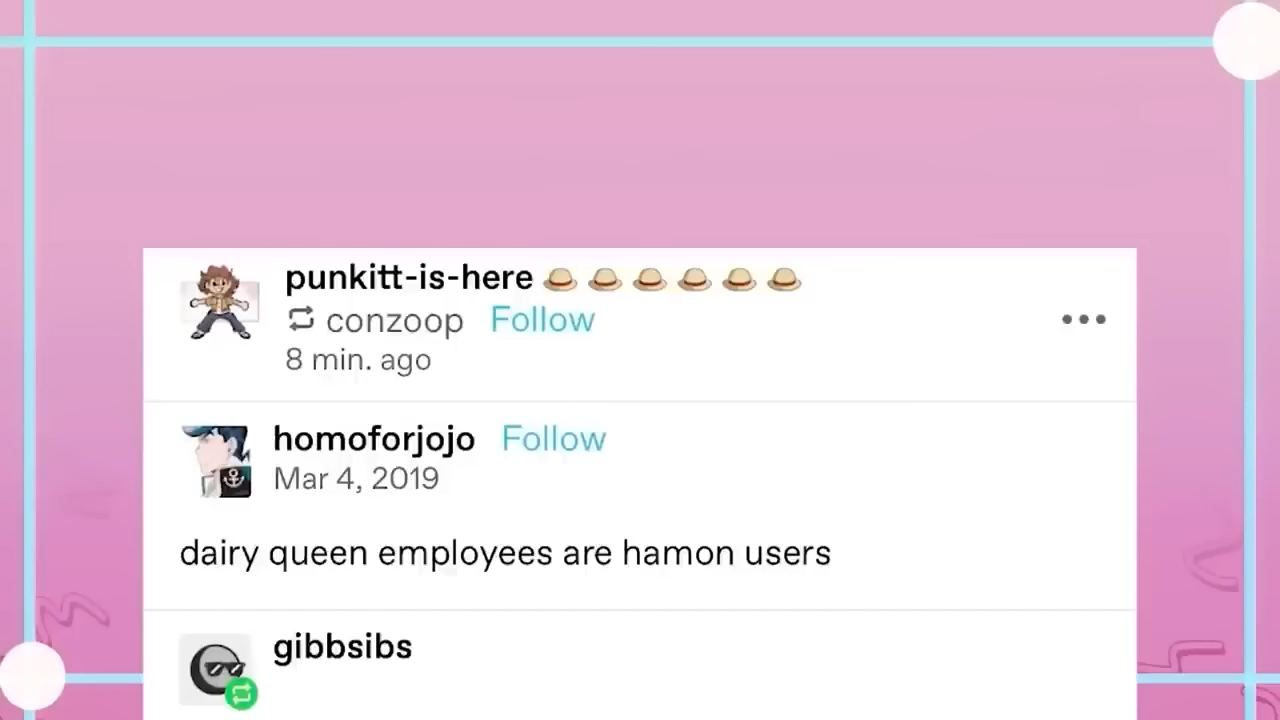 punkitt-is-here 👒👒👒👒👒👒
conzoop Follow
8 min. ago
homoforjojo Follow
Mar 4, 2019
dairy queen employees are hamon users
gibbsibs